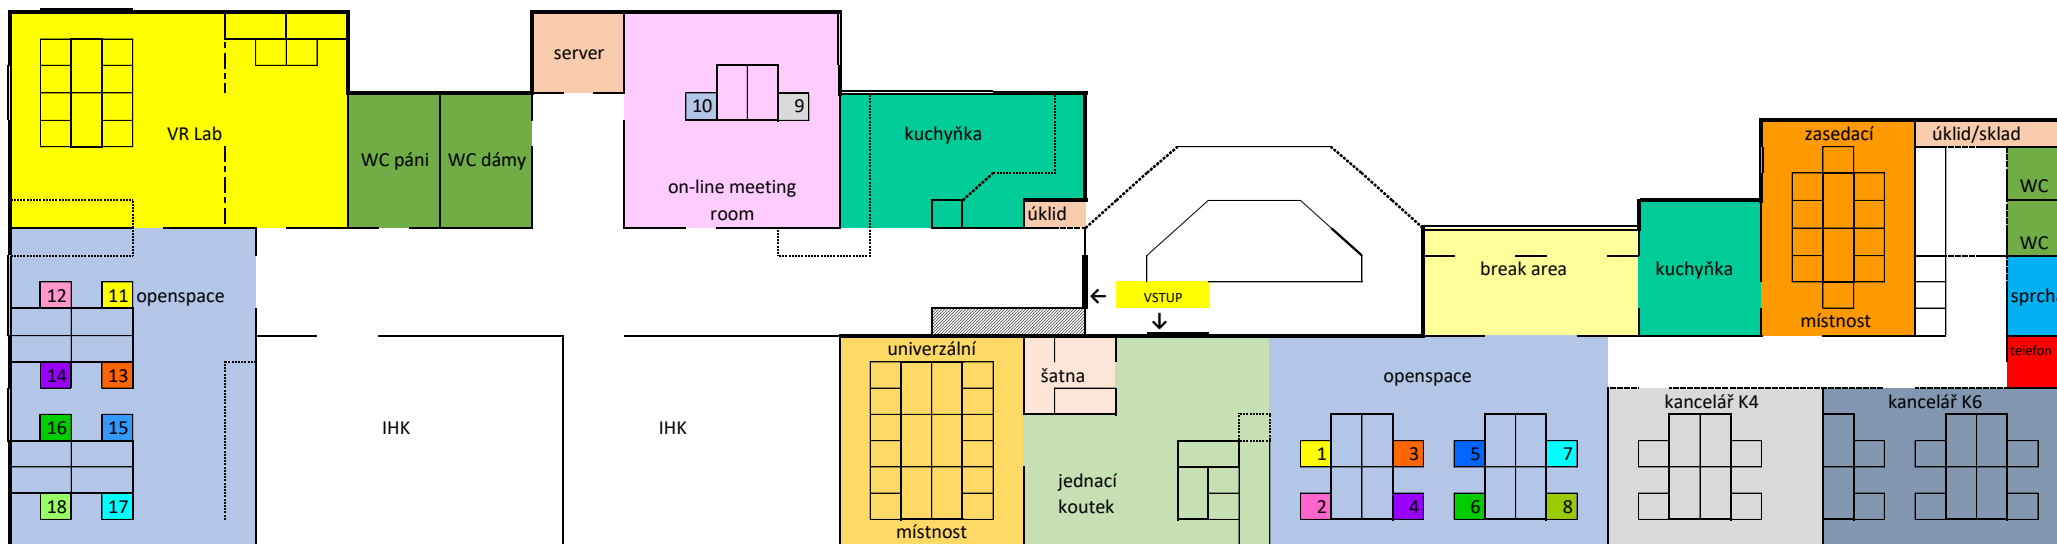 server
10
9
VR Lab
WC páni
WC dámy
kuchyňka
on-line meeting
room
úklid
zasedací
úklid/sklad
WC
WC
break area
kuchyňka
12
11
openspace
← VSTUP
↓
sprcha
místnost
telefon
univerzální
14
13
šatna
openspace
kancelář K4
kancelář K6
16
15
IHK
IHK
1
3
5
7
jednací
koutek
18
17
2
4
6
8
místnost